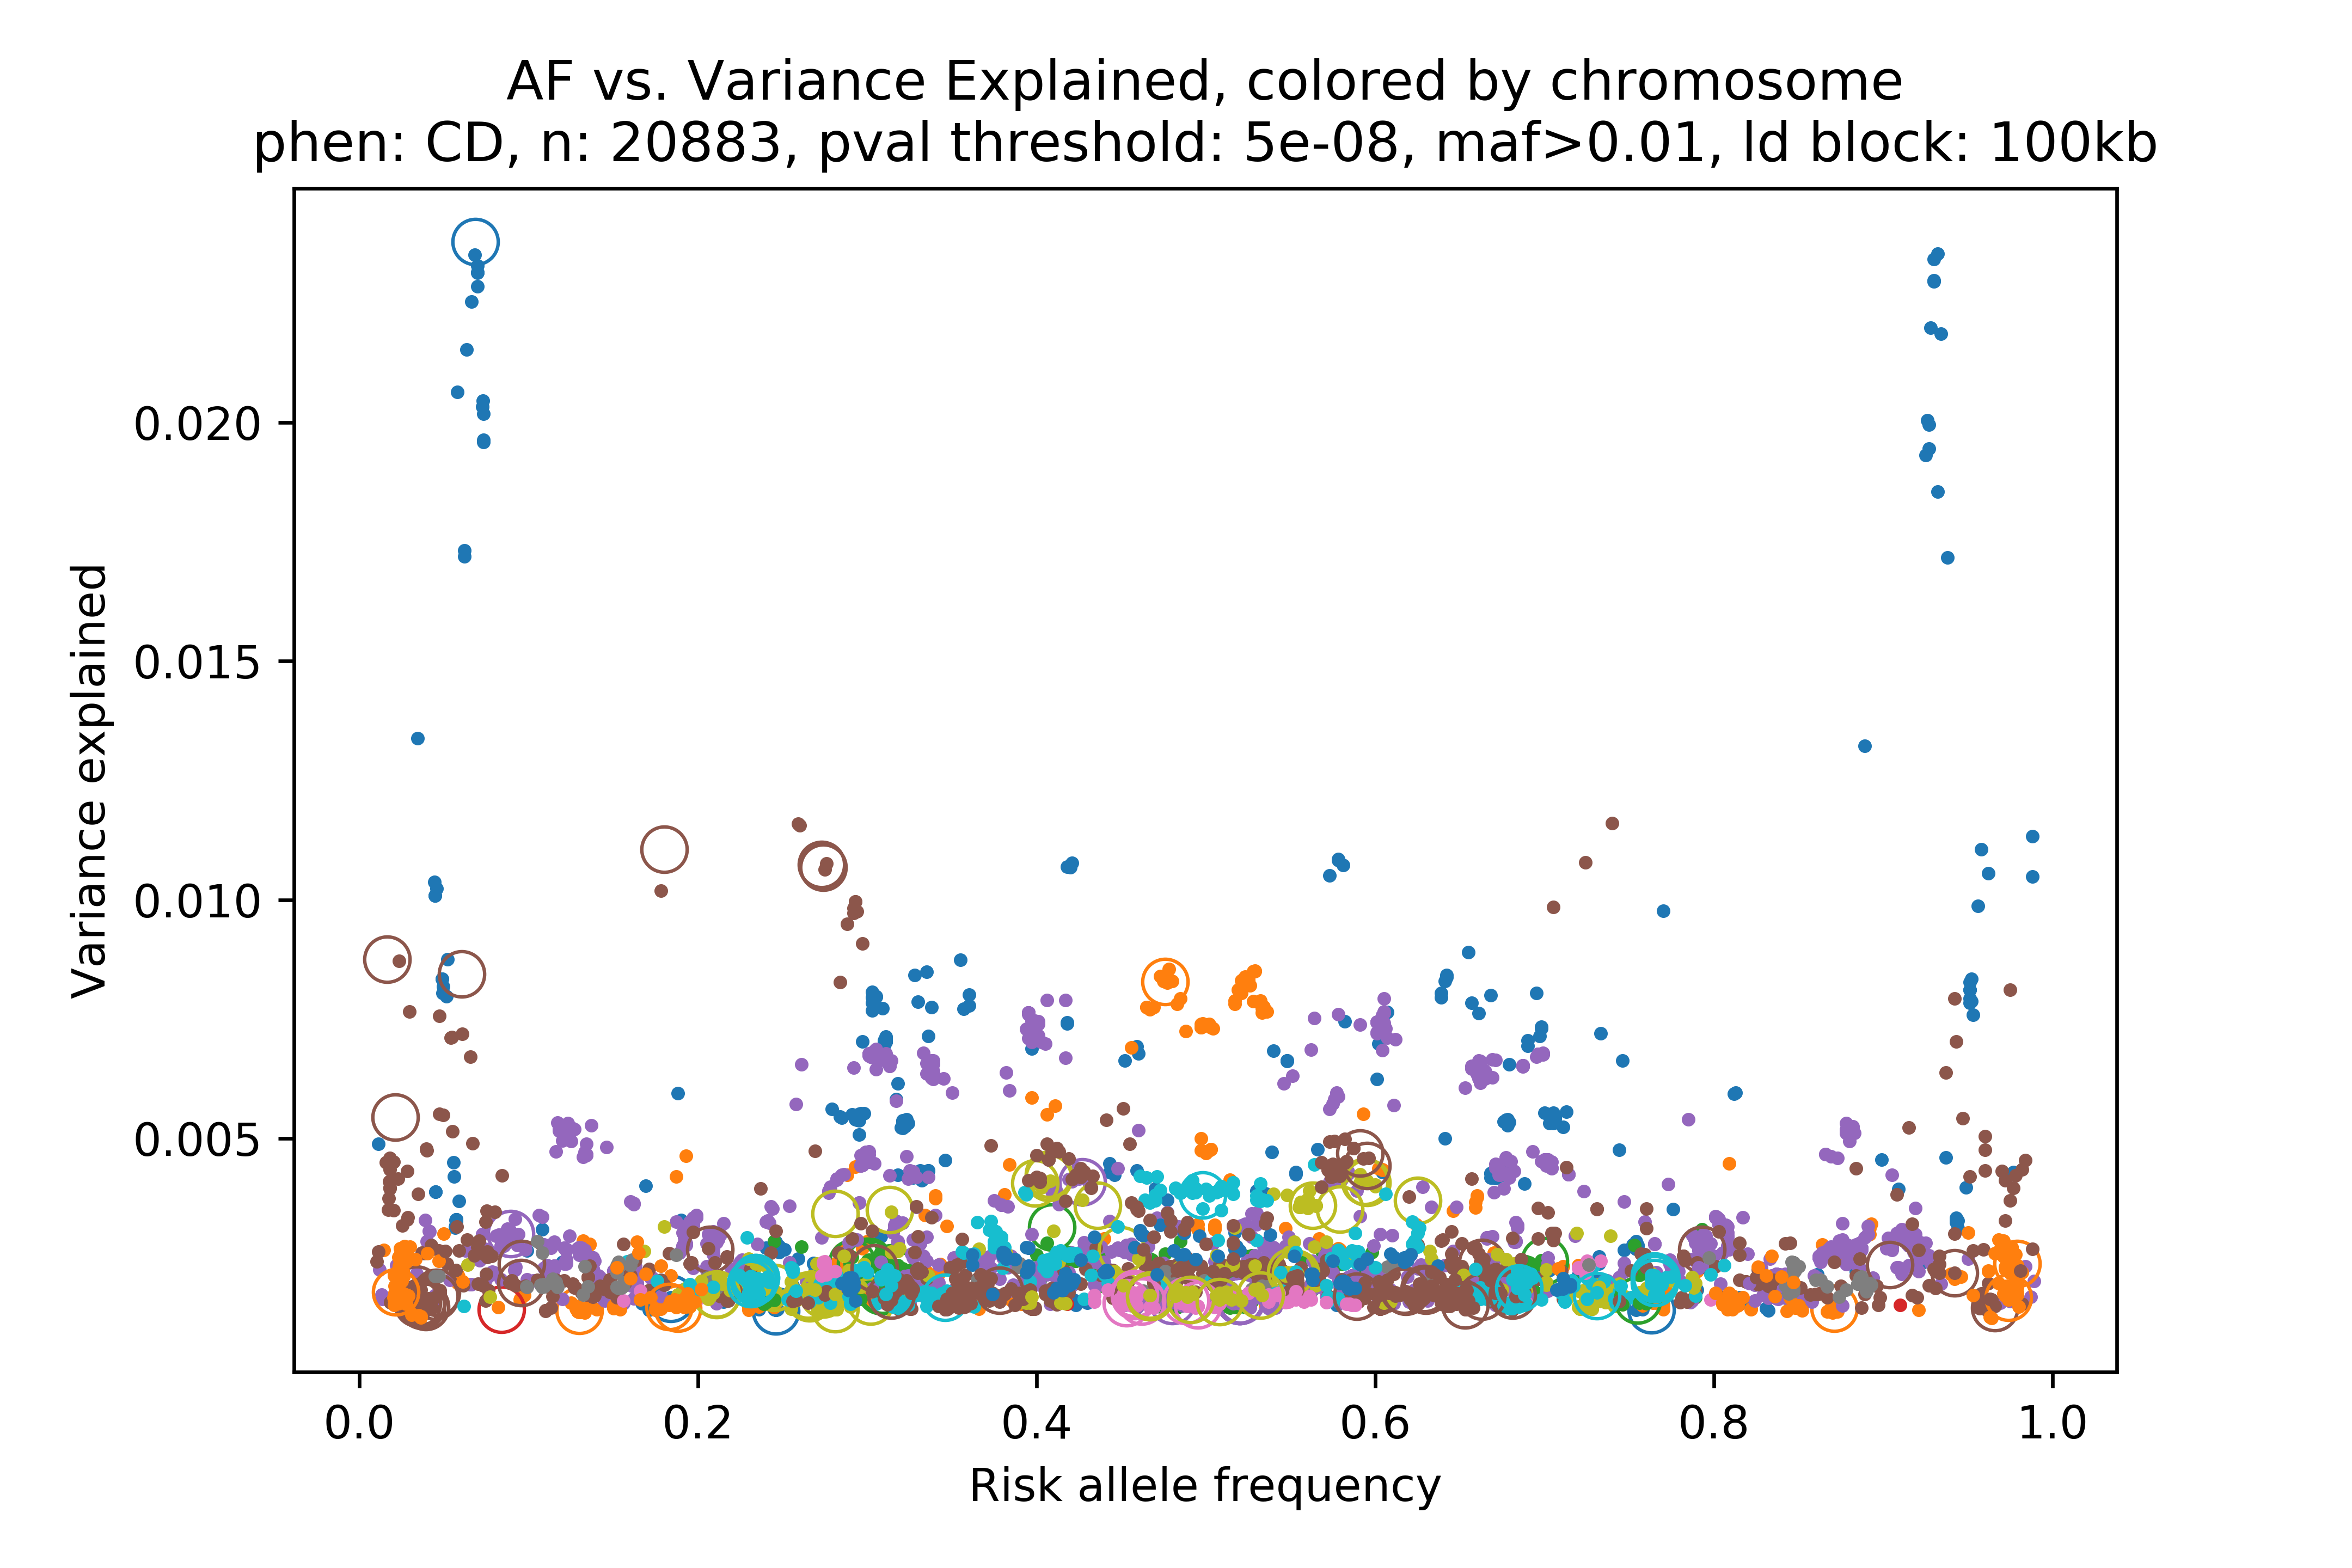 AF vs. Variance Explained, colored by chromosome
phen: CD, n: 20883, pval threshold: 5e-08, maf>0.01, ld block: 100kb
Variance explained
0.020
0.015
0.010
0.005
0.0
0.2
0.4
0.6
0.8
1.0
Risk allele frequency